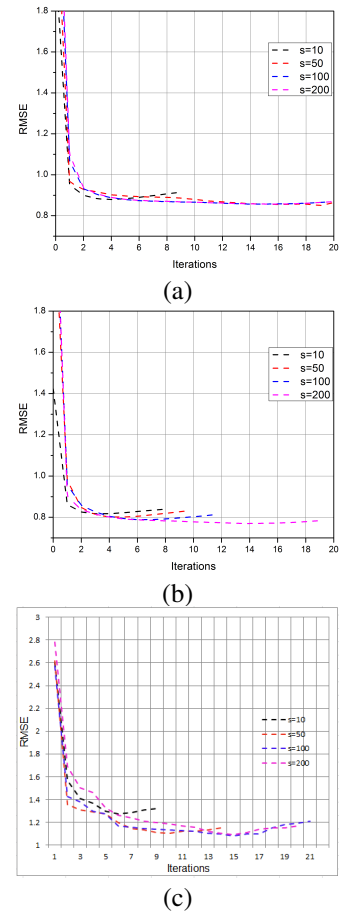 1.8
1.6
1.4
1.2
1.0
0.8
RMSE
s=10
s=50
s=100
s=200
0 2 4 6 8 10 12 14 16 18 20
Iterations
(a)
1.8
1.6
1.4
1.2
1.0
0.8
RMSE
s=10
s=50
s=100
s=200
0 2 4 6 8 10 12 14 16 18 20
Iterations
(b)
3
2.8
2.6
2.4
2.2
2
1.8
1.6
1.4
1.2
1
RMSE
s=10
s=50
s=100
s=200
1 3 5 7 9 11 13 15 17 19 21
Iterations
(c)